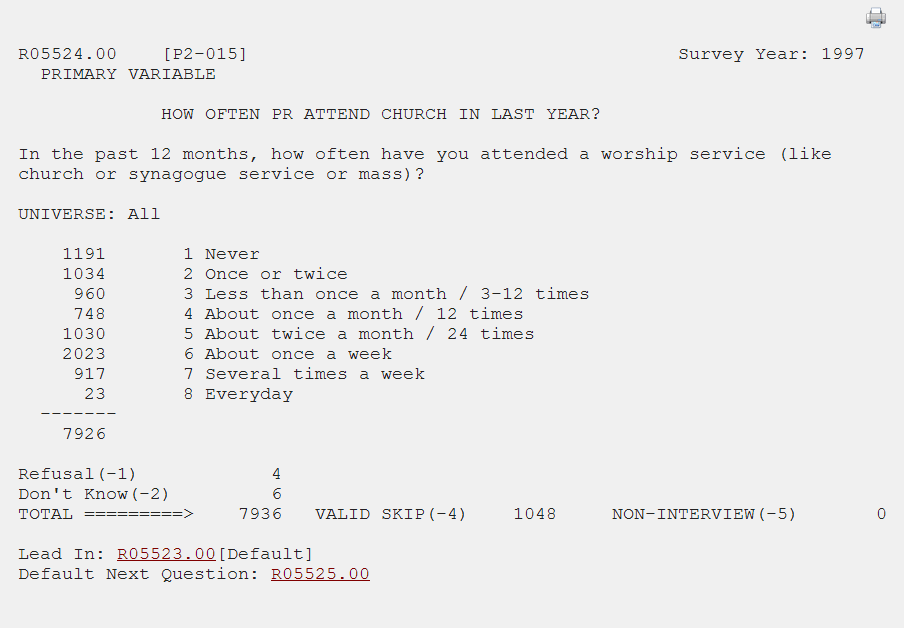 R05524.00    [P2-015]                                       Survey Year: 1997
  PRIMARY VARIABLE
             HOW OFTEN PR ATTEND CHURCH IN LAST YEAR?
In the past 12 months, how often have you attended a worship service (like
church or synagogue service or mass)?
UNIVERSE: All
    1191       1 Never
    1034       2 Once or twice
     960       3 Less than once a month / 3-12 times
     748       4 About once a month / 12 times
    1030       5 About twice a month / 24 times
    2023       6 About once a week
     917       7 Several times a week
      23       8 Everyday
  -------
    7926
Refusal(-1)            4
Don't Know(-2)         6
TOTAL =========>    7936   VALID SKIP(-4)    1048     NON-INTERVIEW(-5)       0
Lead In: R05523.00[Default]
Default Next Question: R05525.00